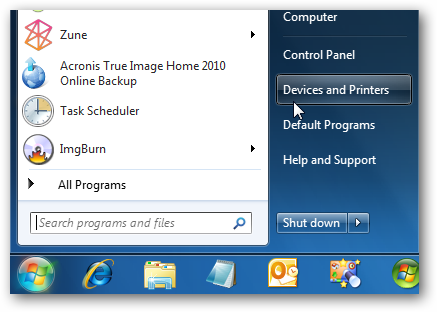 Zune
Acronis True Image Home 2010
Online Backup
Task Scheduler
ImgBurn
All Programs
Search programs and files
Computer
Control Panel
Devices and Printers
Default Programs
Help and Support
Shut down